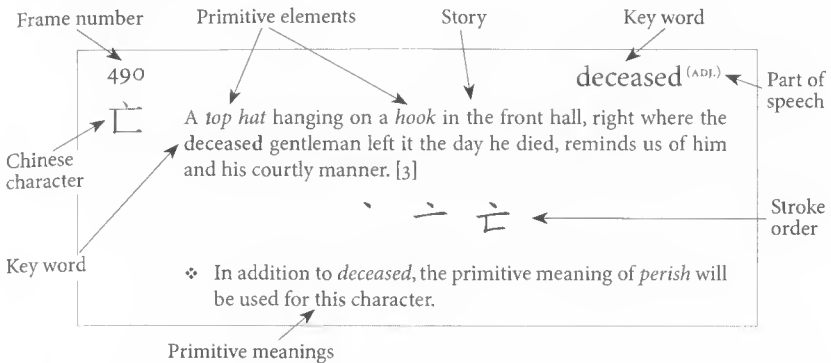 Frame number
Primitive elements
Story
Key word
490
deceased (ADJ.)
Part of
speech
亡
A top hat hanging on a hook in the front hall, right where the
deceased gentleman left it the day he died, reminds us of him
and his courtly manner. [3]
Chinese
character
丶 亠 亡
Stroke
order
Key word
❖ In addition to deceased, the primitive meaning of perish will
be used for this character.
Primitive meanings